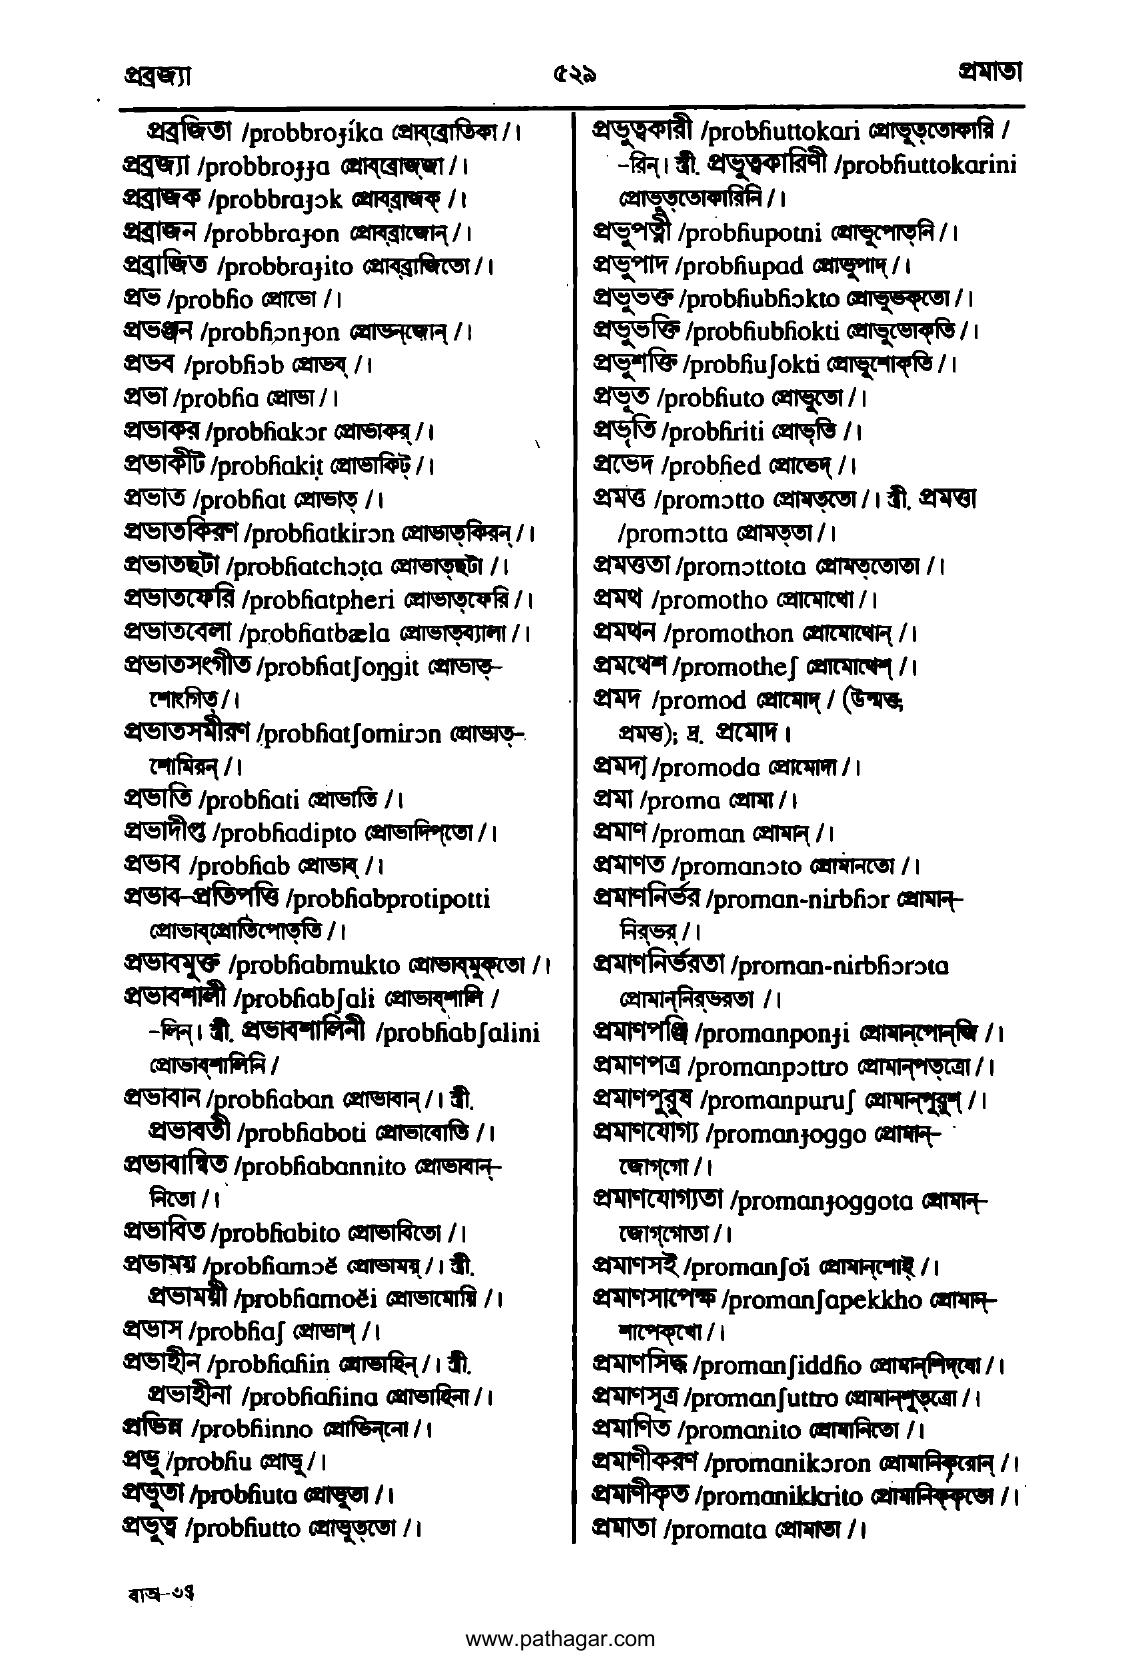 প্রব্রজ্যা
৫২৯
প্রমাতা
প্রব্রজিতা /probbroɟíka প্রোব্‌ব্রোতিকা /।
প্রব্রজ্যা /probbroɟɟa প্রোব্‌ব্রোজ্‌জা /।
প্রব্রাজক /probbraɟɔk প্রোব্‌ব্রাজক্ /।
প্রব্রাজন /probbraɟon প্রোব্‌ব্রাজোন্ /।
প্রব্রাজিত /probbraɟito প্রোব্‌ব্রাজিতো /।
প্রভ /probɦo প্রোভো /।
প্রভঞ্জন /probɦɔnɟon প্রোভন্‌জোন্ /।
প্রভব /probɦɔb প্রোভব্ /।
প্রভা /probɦa প্রোভা /।
প্রভাকর /probɦakɔr প্রোভাকর্ /।
প্রভাকীট /probɦakiṭ প্রোভাকিট্ /।
প্রভাত /probɦat প্রোভাত্ /।
প্রভাতকিরণ /probɦatkirɔn প্রোভাত্‌কিরন্ /।
প্রভাতছটা /probɦatchɔṭa প্রোভাত্‌ছটা /।
প্রভাতফেরি /probɦatpheri প্রোভাত্‌ফেরি /।
প্রভাতবেলা /probɦatbæla প্রোভাত্‌ব্যালা /।
প্রভাতসংগীত /probɦatʃoŋgit প্রোভাত্‌-
শোংগিত্ /।
প্রভাতসমীরণ /probɦatʃomirɔn প্রোভাত্‌-
শোমিরন্ /।
প্রভাতি /probɦati প্রোভাতি /।
প্রভাদীপ্ত /probɦadipto প্রোভাদিপ্‌তো /।
প্রভাব /probɦab প্রোভাব্ /।
প্রভাব-প্রতিপত্তি /probɦabprotipotti
প্রোভাব্‌প্রোতিপোত্‌তি /।
প্রভাবমুক্ত /probɦabmukto প্রোভাব্‌মুক্‌তো /।
প্রভাবশালী /probɦabʃali প্রোভাব্‌শালি /
-লিন্। স্ত্রী. প্রভাবশালিনী /probɦabʃalini
প্রোভাব্‌শালিনি /
প্রভাবান /probɦaban প্রোভাবান্ /। স্ত্রী.
প্রভাবতী /probɦaboti প্রোভাবোতি /।
প্রভাবান্বিত /probɦabannito প্রোভাবান্‌-
নিতো /।
প্রভাবিত /probɦabito প্রোভাবিতো /।
প্রভাময় /probɦamɔĕ প্রোভাময়্ /। স্ত্রী.
প্রভাময়ী /probɦamoĕi প্রোভামোয়ি /।
প্রভাস /probɦaʃ প্রোভাশ্ /।
প্রভাহীন /probɦaɦin প্রোভাহিন্ /। স্ত্রী.
প্রভাহীনা /probɦaɦina প্রোভাহিনা /।
প্রভিন্ন /probɦinno প্রোভিন্‌নো /।
প্রভু /probɦu প্রোভু /।
প্রভুতা /probɦuta প্রোভুতা /।
প্রভুত্ব /probɦutto প্রোভুত্‌তো /।
প্রভুত্বকারী /probɦuttokari প্রোভুত্‌তোকারি /
-রিন্। স্ত্রী. প্রভুত্বকারিণী /probɦuttokarini
প্রোভুত্‌তোকারিনি /।
প্রভুপত্নী /probɦupotni প্রোভুপোত্‌নি /।
প্রভুপাদ /probɦupad প্রোভুপাদ্ /।
প্রভুভক্ত /probɦubɦɔkto প্রোভুভক্‌তো /।
প্রভুভক্তি /probɦubɦokti প্রোভুভোক্‌তি /।
প্রভুশক্তি /probɦuʃokti প্রোভুশোক্‌তি /।
প্রভূত /probɦuto প্রোভুতো /।
প্রভৃতি /probɦriti প্রোভৃতি /।
প্রভেদ /probɦed প্রোভেদ্ /।
প্রমত্ত /promɔtto প্রোমত্‌তো /। স্ত্রী. প্রমত্তা
/promɔtta প্রোমত্‌তা /।
প্রমত্ততা /promɔttota প্রোমত্‌তোতা /।
প্রমথ /promotho প্রোমোথো /।
প্রমথন /promothon প্রোমোথোন্ /।
প্রমথেশ /promotheʃ প্রোমোথেশ্ /।
প্রমদ /promod প্রোমোদ্ / (উন্মত্ত,
প্রমত্ত); দ্র. প্রমোদ।
প্রমদা /promoda প্রোমোদা /।
প্রমা /proma প্রোমা /।
প্রমাণ /proman প্রোমান্ /।
প্রমাণত /promanɔto প্রোমানতো /।
প্রমাণনির্ভর /proman-nirbɦɔr প্রোমান্‌-
নির্‌ভর্ /।
প্রমাণনির্ভরতা /proman-nirbɦɔrɔta
প্রোমান্‌নির্‌ভরতা /।
প্রমাণপঞ্জি /promanponɟi প্রোমান্‌পোন্‌জি /।
প্রমাণপত্র /promanpɔttro প্রোমান্‌পত্‌ত্রো /।
প্রমাণপুরুষ /promanpuruʃ প্রোমান্‌পুরুশ্ /।
প্রমাণযোগ্য /promanɟoggo প্রোমান্‌-
জোগ্‌গো /।
প্রমাণযোগ্যতা /promanɟoggota প্রোমান্‌-
জোগ্‌গোতা /।
প্রমাণসই /promanʃoĭ প্রোমান্‌শোই্ /।
প্রমাণসাপেক্ষ /promanʃapekkho প্রোমান্‌-
শাপেক্‌খো /।
প্রমাণসিদ্ধ /promanʃiddɦo প্রোমান্‌শিদ্‌ধো /।
প্রমাণসূত্র /promanʃuttro প্রোমান্‌শুত্‌ত্রো /।
প্রমাণিত /promanito প্রোমানিতো /।
প্রমাণীকরণ /promanikɔron প্রোমানিকরোন্ /।
প্রমাণীকৃত /promanikkrito প্রোমানিক্‌কৃতো /।
প্রমাতা /promata প্রোমাতা /।
বাঅ-৩৪
www.pathagar.com